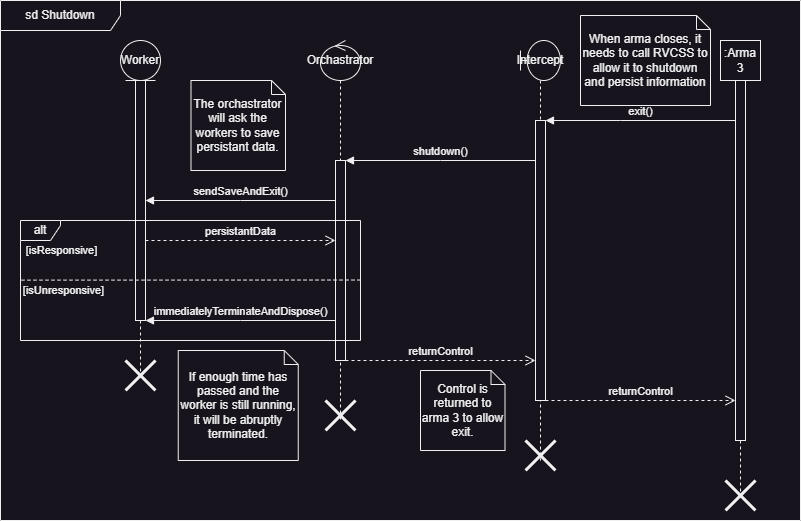 sd Shutdown
When arma closes, it
needs to call RVCSS to
allow it to shutdown
and persist information
Worker
Orchastrator
Intercept
:Arma
3
The orchastrator
will ask the
workers to save
persistant data.
exit()
shutdown()
sendSaveAndExit()
alt
persistantData
[isResponsive]
[isUnresponsive]
immediatelyTerminateAndDispose()
returnControl
If enough time has
passed and the
worker is still running,
it will be abruptly
terminated.
Control is
returned to
arma 3 to allow
exit.
returnControl